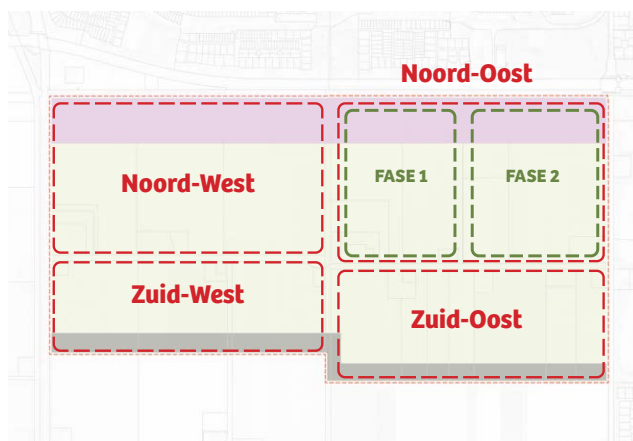 Noord-Oost
Noord-West
FASE 1
FASE 2
Zuid-West
Zuid-Oost